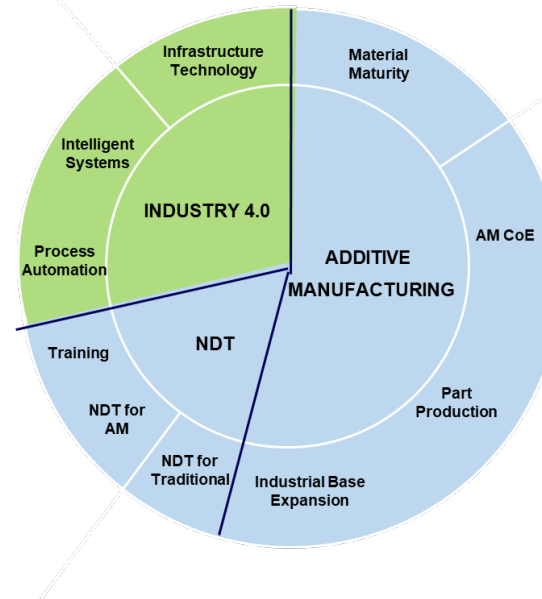 Infrastructure
Technology
Material
Maturity
Intelligent
Systems
INDUSTRY 4.0
AM CoE
Process
Automation
ADDITIVE
MANUFACTURING
NDT
Training
NDT for
AM
Part
Production
NDT for
Traditional
Industrial Base
Expansion